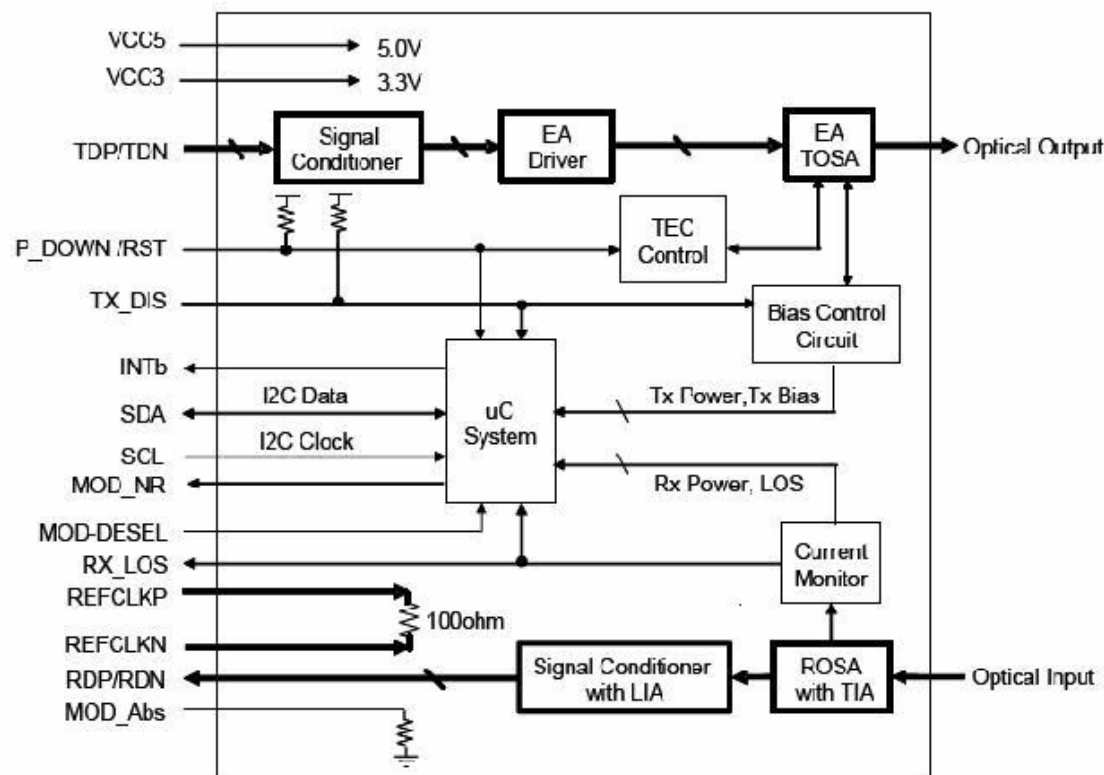 VCC5
5.0V
VCC3
3.3V
TDP/TDN
Signal
Conditioner
EA
Driver
EA
TOSA
Optical Output
P_DOWN /RST
TEC
Control
TX_DIS
Bias Control
Circuit
INTb
SDA
I2C Data
uC
System
Tx Power,Tx Bias
SCL
I2C Clock
Rx Power, LOS
MOD_NR
MOD-DESEL
RX_LOS
Current
Monitor
REFCLKP
100ohm
REFCLKN
RDP/RDN
Signal Conditioner
with LIA
ROSA
with TIA
Optical Input
MOD_Abs